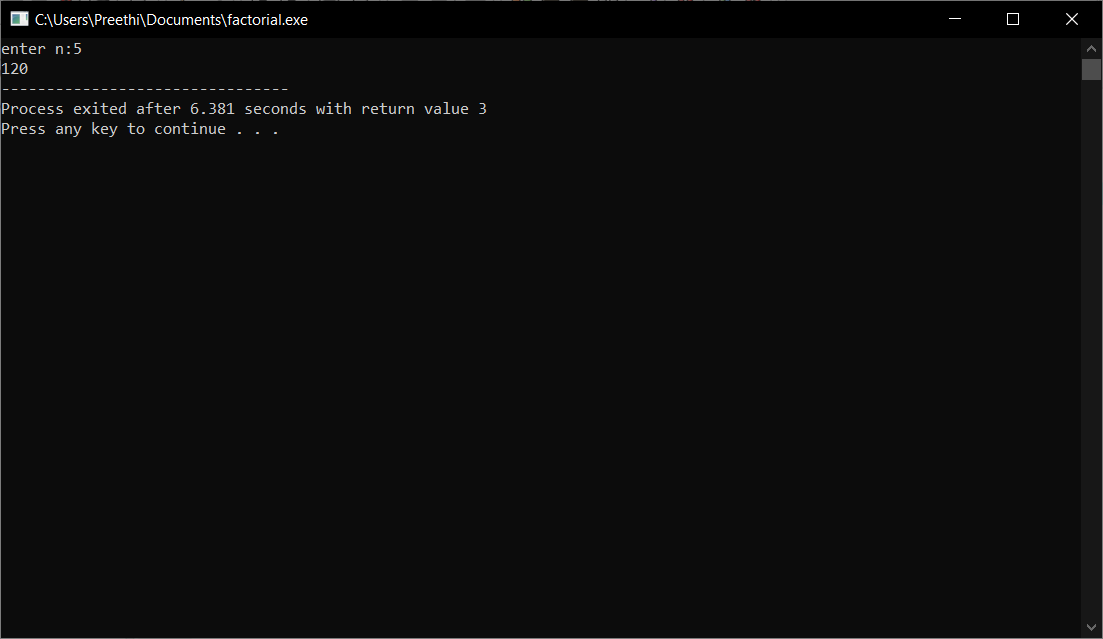 C:\Users\Preethi\Documents\factorial.exe
enter n:5
120
--------------------------------
Process exited after 6.381 seconds with return value 3
Press any key to continue . . .